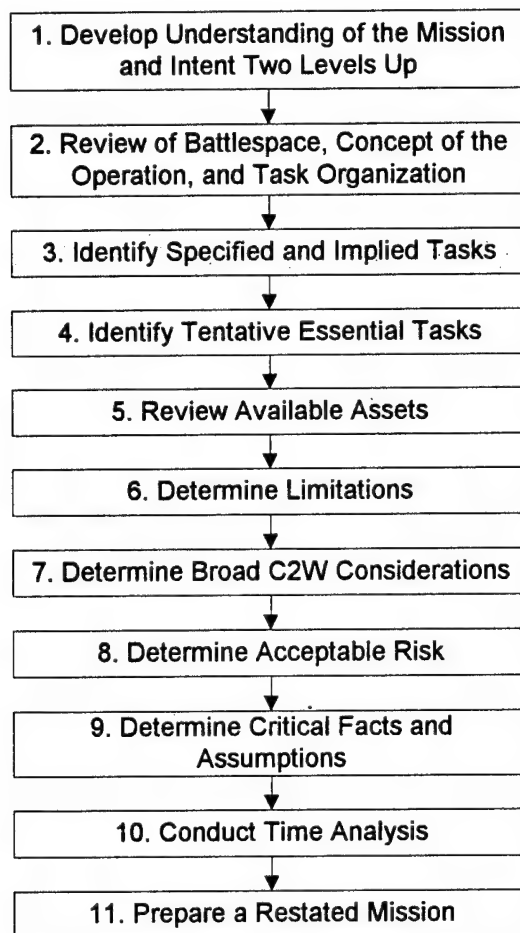 1. Develop Understanding of the Mission
and Intent Two Levels Up
2. Review of Battlespace, Concept of the
Operation, and Task Organization
3. Identify Specified and Implied Tasks
4. Identify Tentative Essential Tasks
5. Review Available Assets
6. Determine Limitations
7. Determine Broad C2W Considerations
8. Determine Acceptable Risk
9. Determine Critical Facts and
Assumptions
10. Conduct Time Analysis
11. Prepare a Restated Mission